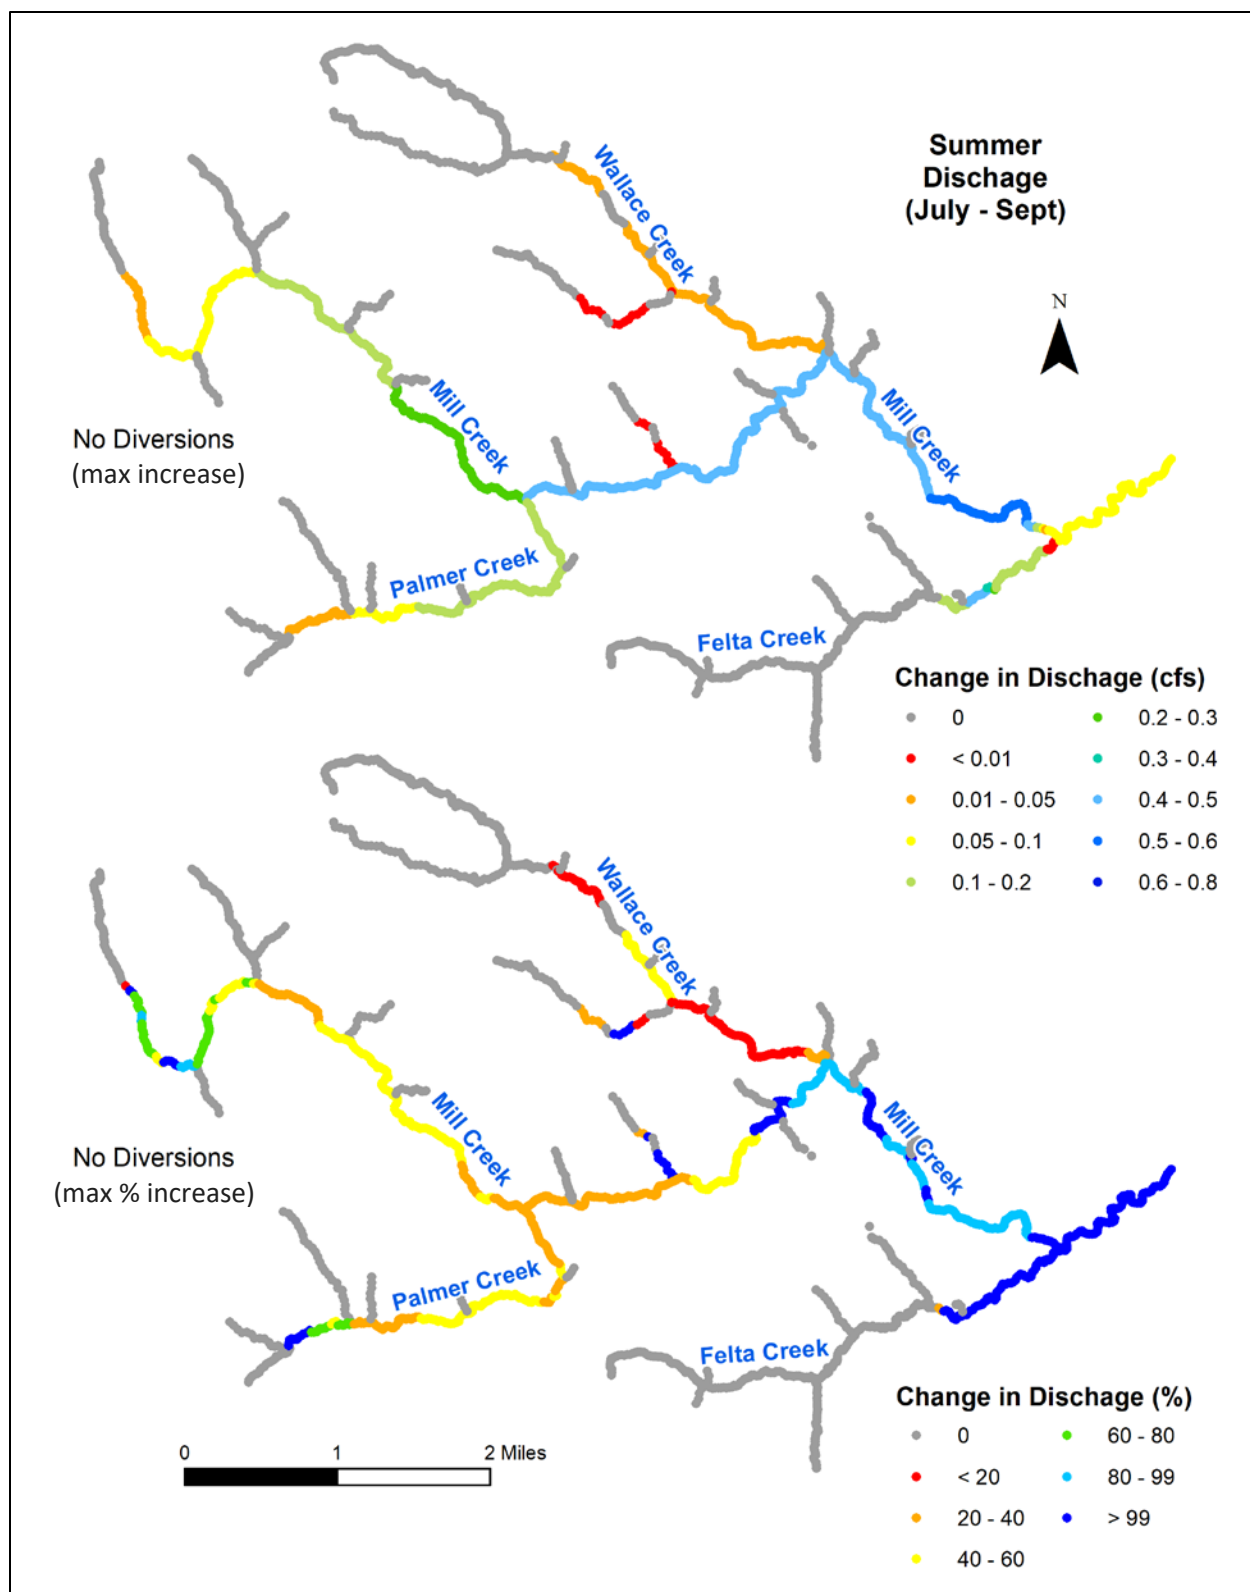 Summer
Dischage
(July - Sept)
Wallace Creek
N
Mill Creek
Mill Creek
No Diversions
(max increase)
Palmer Creek
Felta Creek
Change in Dischage (cfs)
0
< 0.01
0.01 - 0.05
0.05 - 0.1
0.1 - 0.2
0.2 - 0.3
0.3 - 0.4
0.4 - 0.5
0.5 - 0.6
0.6 - 0.8
Wallace Creek
Mill Creek
Mill Creek
No Diversions
(max % increase)
Palmer Creek
Felta Creek
Change in Dischage (%)
0
< 20
20 - 40
40 - 60
60 - 80
80 - 99
> 99
0 1 2 Miles